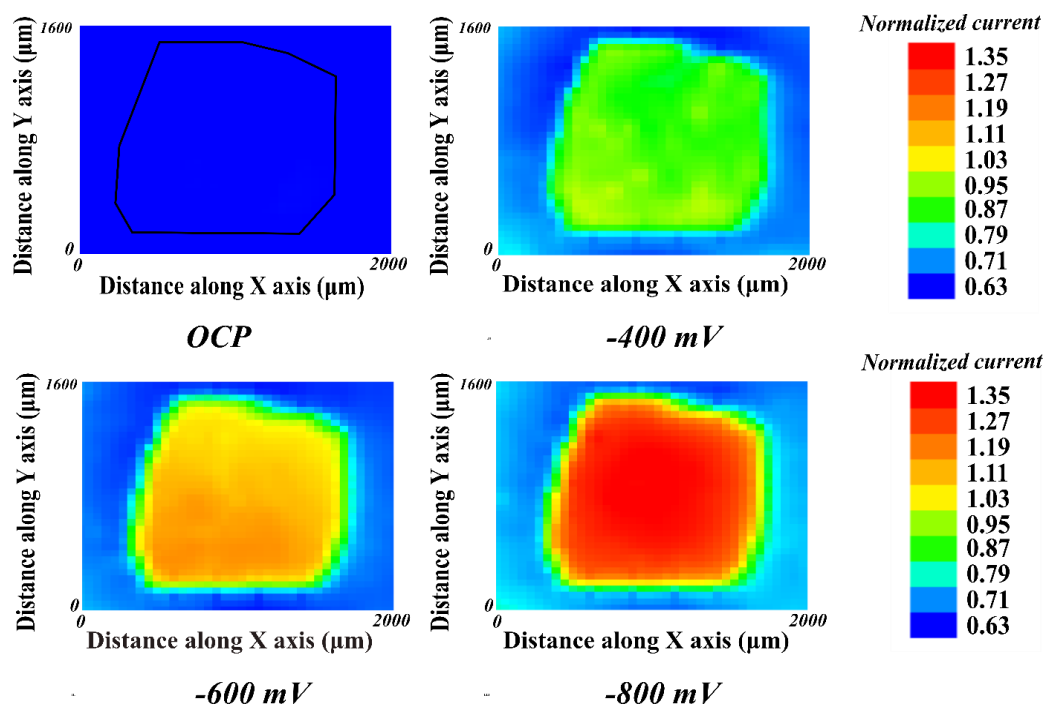 Normalized current
1600
1600
1.35
1.27
1.19
1.11
1.03
0.95
0.87
0.79
0.71
0.63
Distance along Y axis (μm)
Distance along Y axis (μm)
0
0
0
2000
0
2000
Distance along X axis (μm)
Distance along X axis (μm)
OCP
-400 mV
Normalized current
1600
1600
1.35
1.27
1.19
1.11
1.03
0.95
0.87
0.79
0.71
0.63
Distance along Y axis (μm)
Distance along Y axis (μm)
0
0
0
2000
0
2000
Distance along X axis (μm)
Distance along X axis (μm)
-600 mV
-800 mV